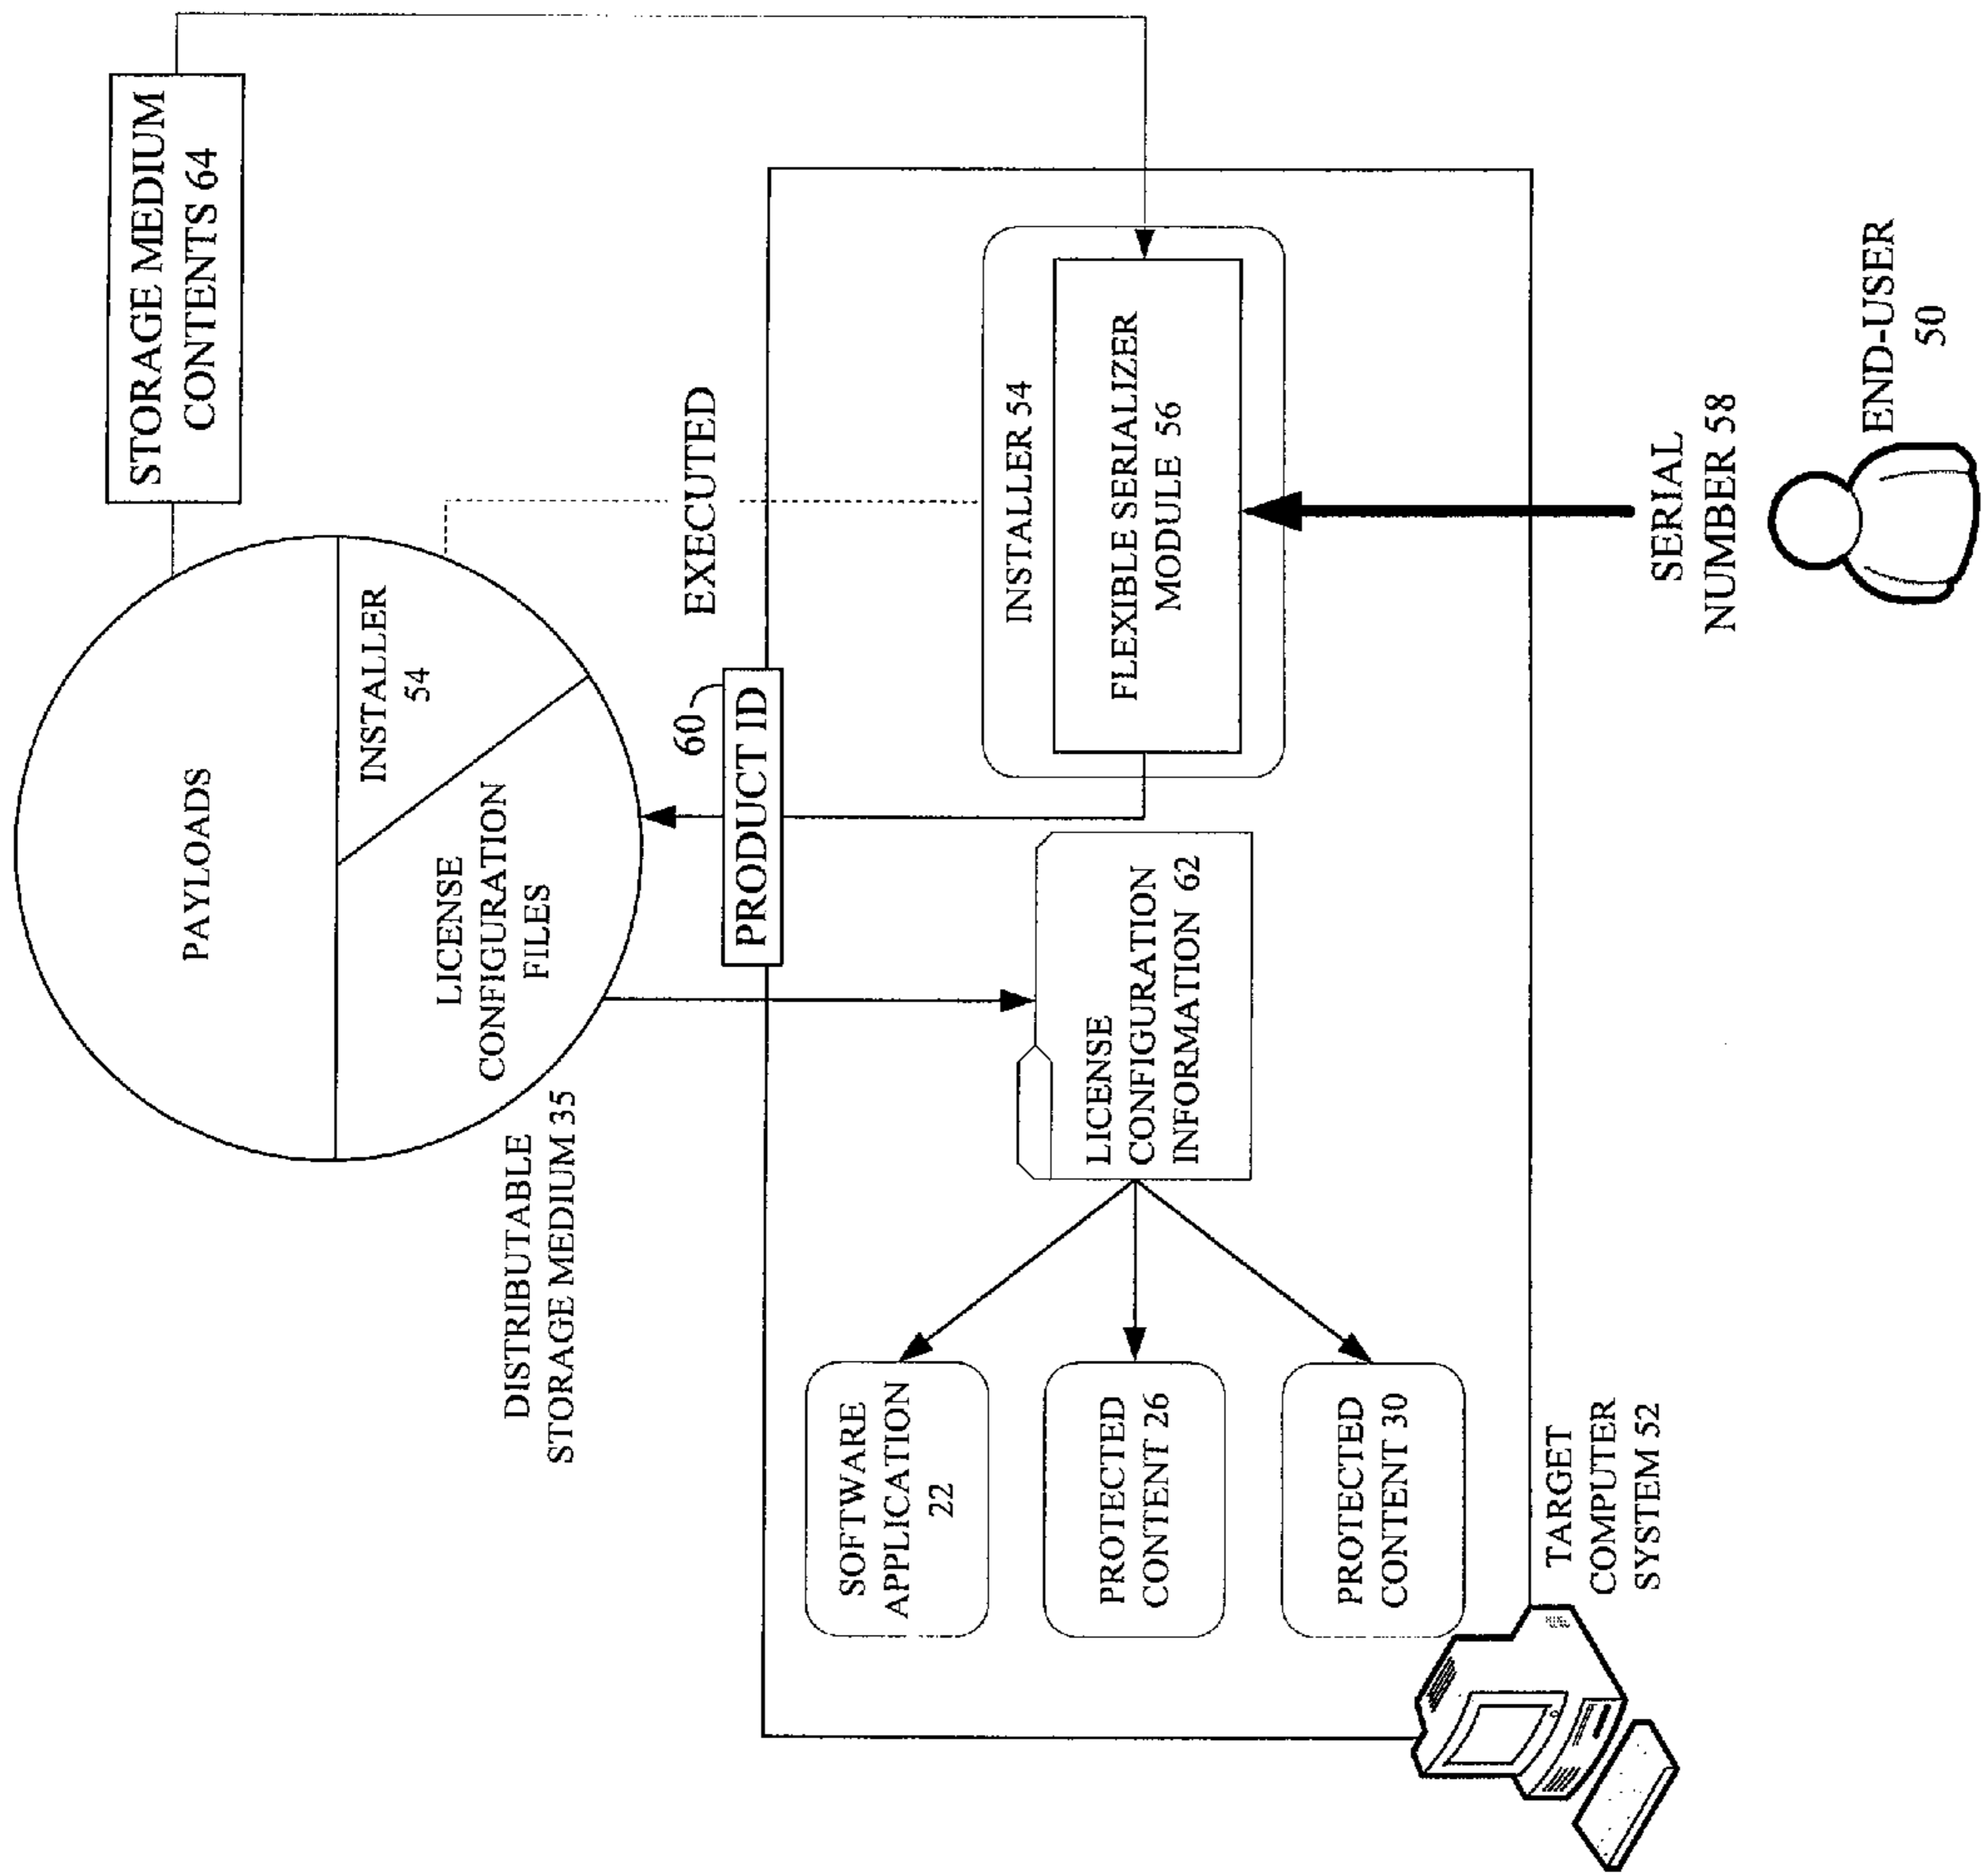 STORAGE MEDIUM
CONTENTS 64
PAYLOADS
INSTALLER
54
LICENSE
CONFIGURATION
FILES
DISTRIBUTABLE
STORAGE MEDIUM 35
EXECUTED
60
PRODUCT ID
INSTALLER 54
FLEXIBLE SERIALIZER
MODULE 56
LICENSE
CONFIGURATION
INFORMATION 62
SOFTWARE
APPLICATION
22
PROTECTED
CONTENT 26
PROTECTED
CONTENT 30
TARGET
COMPUTER
SYSTEM 52
SERIAL
NUMBER 58
END-USER
50